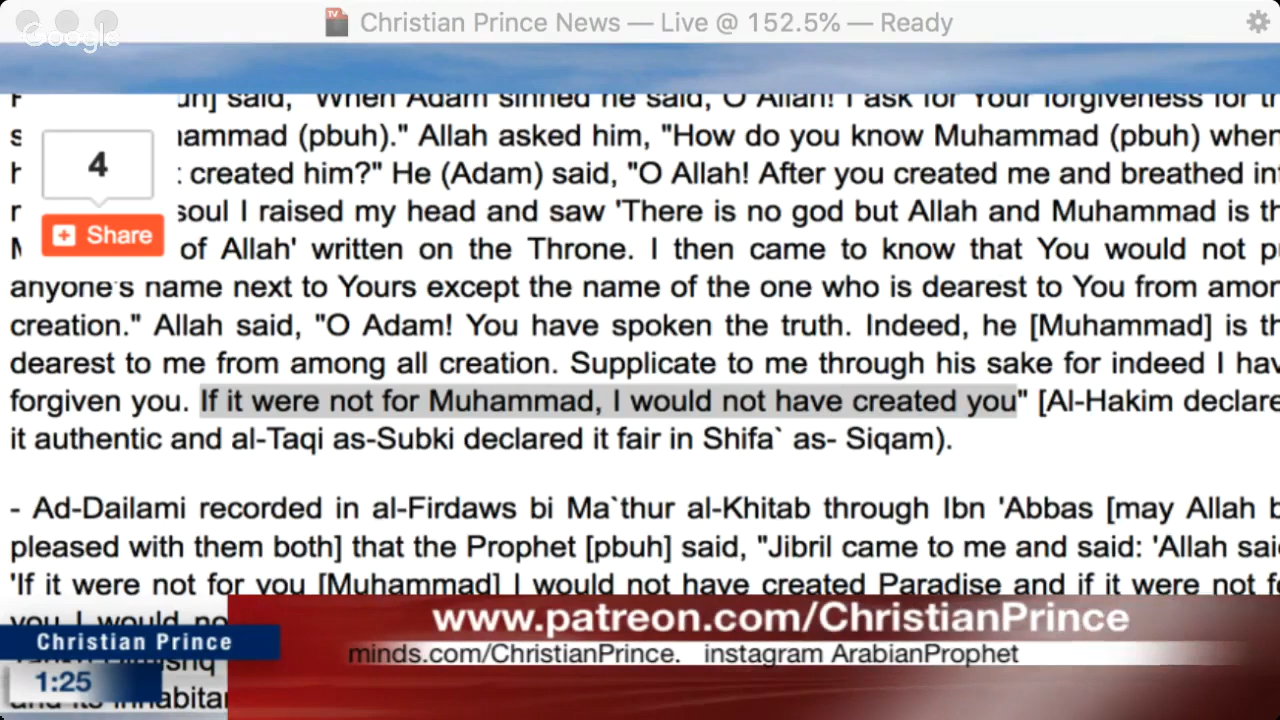 Christian Prince News — Live @ 152.5% — Ready
Google
said, "When Adam sinned he said, O Allah! I ask for Your forgiveness for
(pbuh)." Allah asked him, "How do you know Muhammad (pbuh)
4
created him?" He (Adam) said, "O Allah! After you created me and breathed
soul I raised my head and saw 'There is no god but Allah and Muhammad is
Share
of Allah' written on the Throne. I then came to know that You would not
anyone's name next to Yours except the name of the one who is dearest to You from
creation." Allah said, "O Adam! You have spoken the truth. Indeed, he [Muhammad] is
dearest to me from among all creation. Supplicate to me through his sake for indeed I
forgiven you. If it were not for Muhammad, I would not have created you" [Al-Hakim
it authentic and al-Taqi as-Subki declared it fair in Shifa` as- Siqam).
- Ad-Dailami recorded in al-Firdaws bi Ma`thur al-Khitab through Ibn 'Abbas [may Allah
pleased with them both] that the Prophet [pbuh] said, "Jibril came to me and said: 'Allah
'If it were not for you [Muhammad] I would not have created Paradise and if it were not
you I would
www.patreon.com/ChristianPrince
Christian Prince
minds.com/ChristianPrince. instagram ArabianProphet
1:25
and its